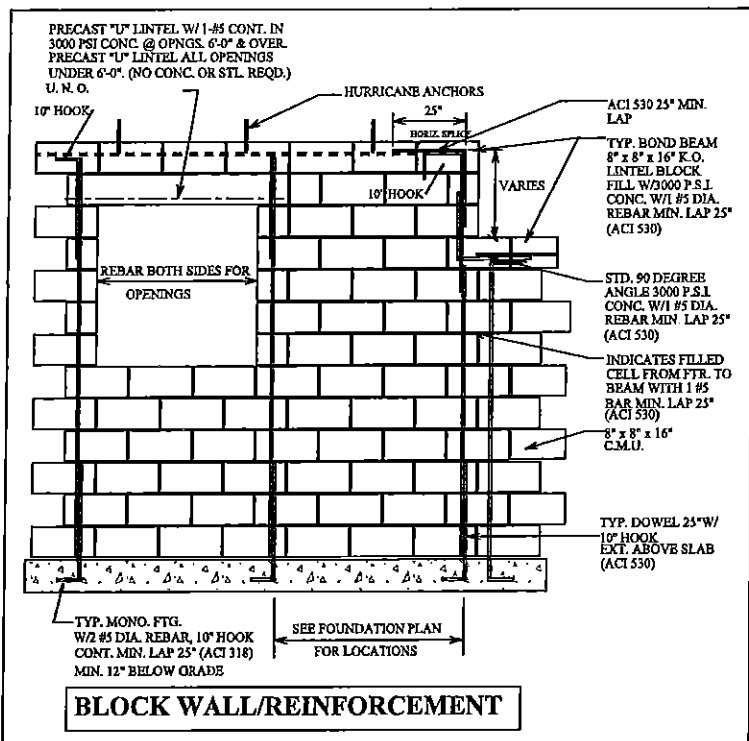 PRECAST "U" LINTEL W/ 1-#5 CONT. IN
3000 PSI CONC. @ OPNGS. 6'-0" & OVER.
PRECAST "U" LINTEL ALL OPENINGS
UNDER 6'-0". (NO CONC. OR STL. REQD.)
U. N. O.
10" HOOK
HURRICANE ANCHORS
25"
HORIZ. SPLICE
10" HOOK
VARIES
ACI 530 25" MIN.
LAP
TYP. BOND BEAM
8" x 8" x 16" K.O.
LINTEL BLOCK
FILL W/3000 P.S.I.
CONC. W/1 #5 DIA.
REBAR MIN. LAP 25"
(ACI 530)
REBAR BOTH SIDES FOR
OPENINGS
STD. 90 DEGREE
ANGLE 3000 P.S.I.
CONC. W/1 #5 DIA.
REBAR MIN. LAP 25"
(ACI 530)
INDICATES FILLED
CELL FROM FTR. TO
BEAM WITH 1 #5
BAR MIN. LAP 25"
(ACI 530)
8" x 8" x 16"
C.M.U.
TYP. DOWEL 25" W/
10" HOOK
EXT. ABOVE SLAB
(ACI 530)
TYP. MONO. FTG.
W/2 #5 DIA. REBAR, 10" HOOK
CONT. MIN. LAP 25" (ACI 318)
MIN. 12" BELOW GRADE
SEE FOUNDATION PLAN
FOR LOCATIONS
BLOCK WALL/REINFORCEMENT